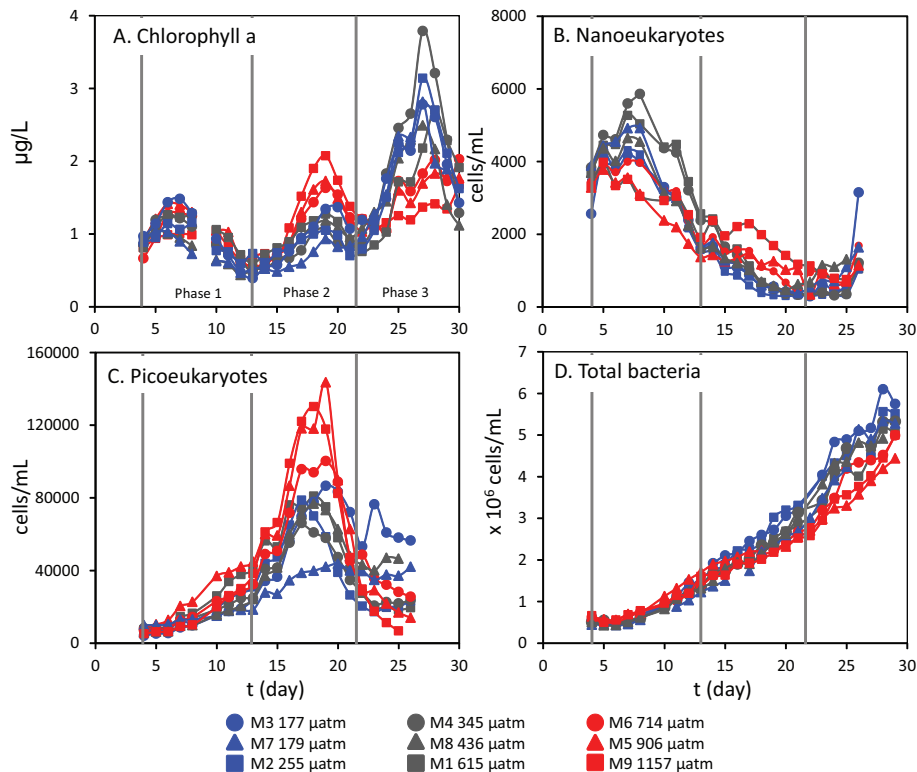 A. Chlorophyll a
µg/L
4
3
2
1
0
Phase 1
Phase 2
Phase 3
0 5 10 15 20 25 30
B. Nanoeukaryotes
cells/mL
8000
6000
4000
2000
0
0 5 10 15 20 25 30
C. Picoeukaryotes
cells/mL
160000
120000
80000
40000
0
0 5 10 15 20 25 30
t (day)
D. Total bacteria
x 10⁶ cells/mL
7
6
5
4
3
2
1
0
0 5 10 15 20 25 30
t (day)
M3 177 µatm
M4 345 µatm
M6 714 µatm
M7 179 µatm
M8 436 µatm
M5 906 µatm
M2 255 µatm
M1 615 µatm
M9 1157 µatm